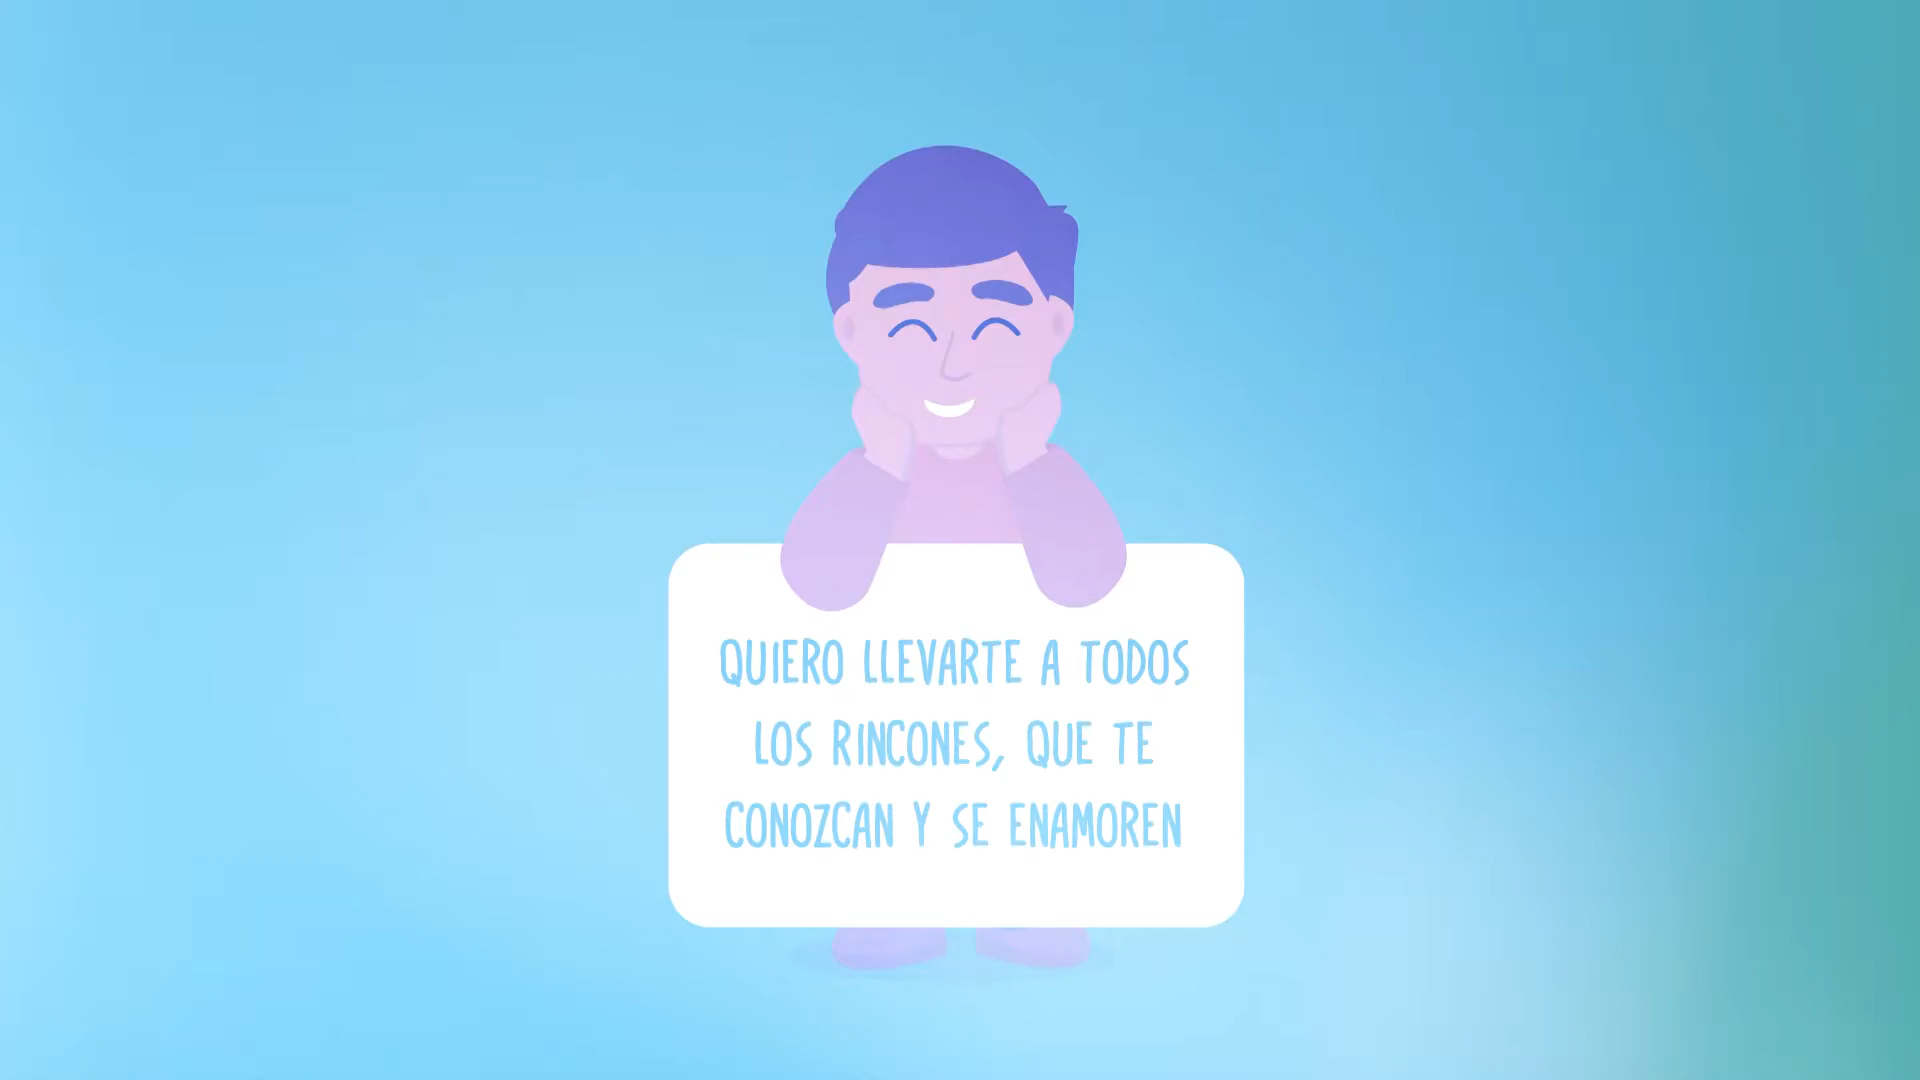 QUIERO LLEVARTE A TODOS
LOS RINCONES, QUE TE
CONOZCAN Y SE ENAMOREN